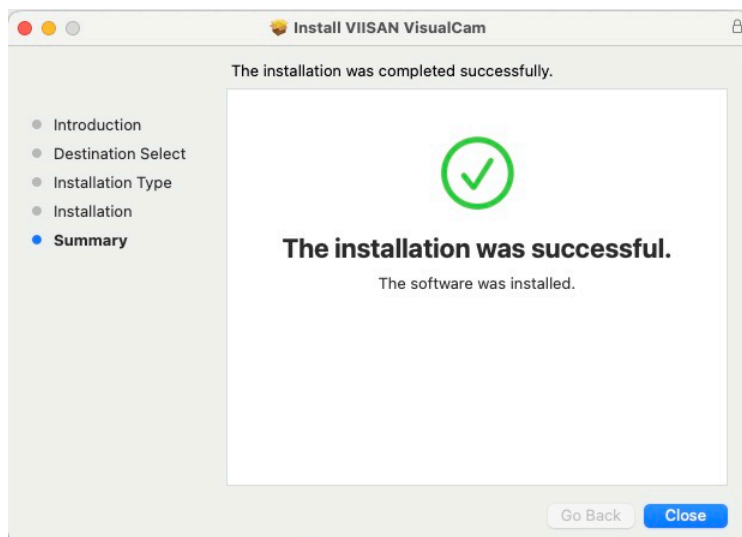 Install VIISAN VisualCam
The installation was completed successfully.
Introduction
Destination Select
Installation Type
Installation
Summary
The installation was successful.
The software was installed.
Go Back
Close